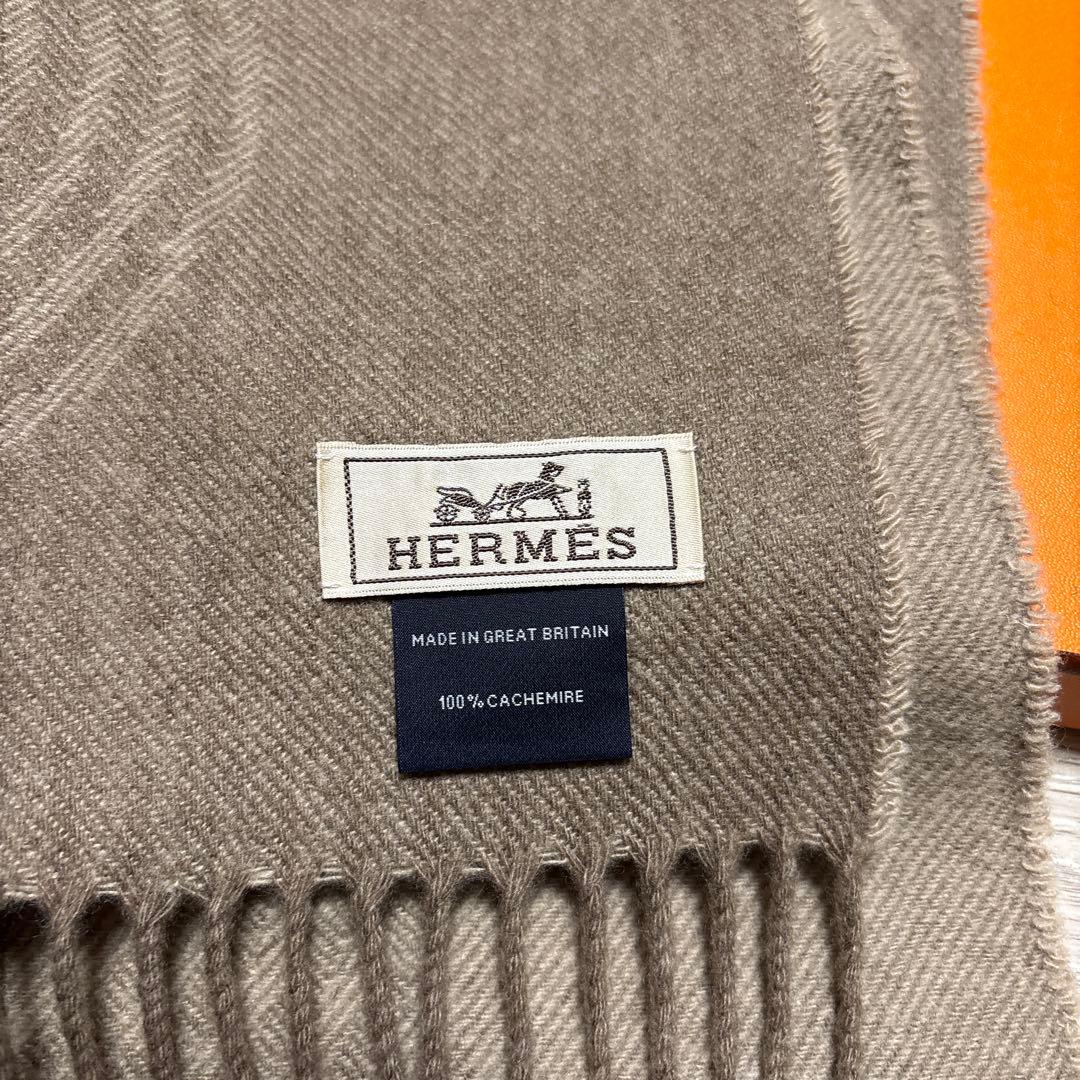 HERMÈS
MADE IN GREAT BRITAIN
100% CACHEMIRE